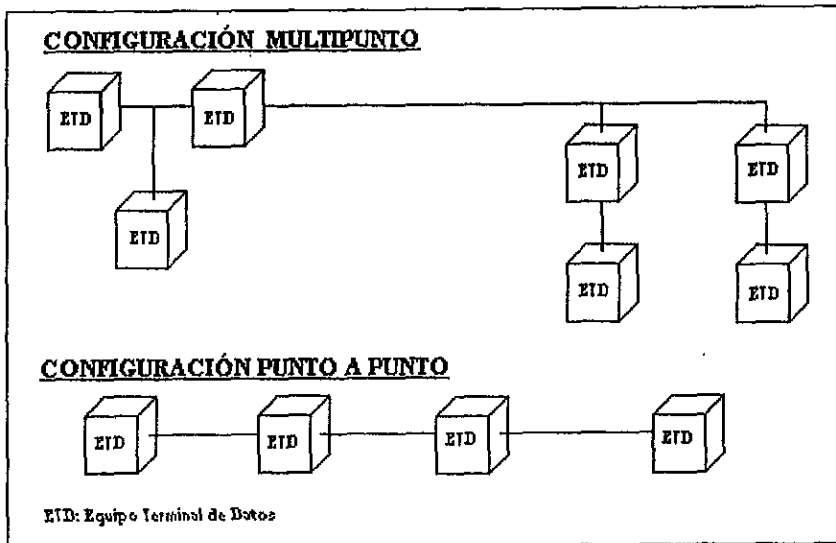 CONFIGURACIÓN MULTIPUNTO
ETD ETD
ETD ETD
ETD
ETD ETD
CONFIGURACIÓN PUNTO A PUNTO
ETD ETD ETD ETD
ETD: Equipo Terminal de Datos